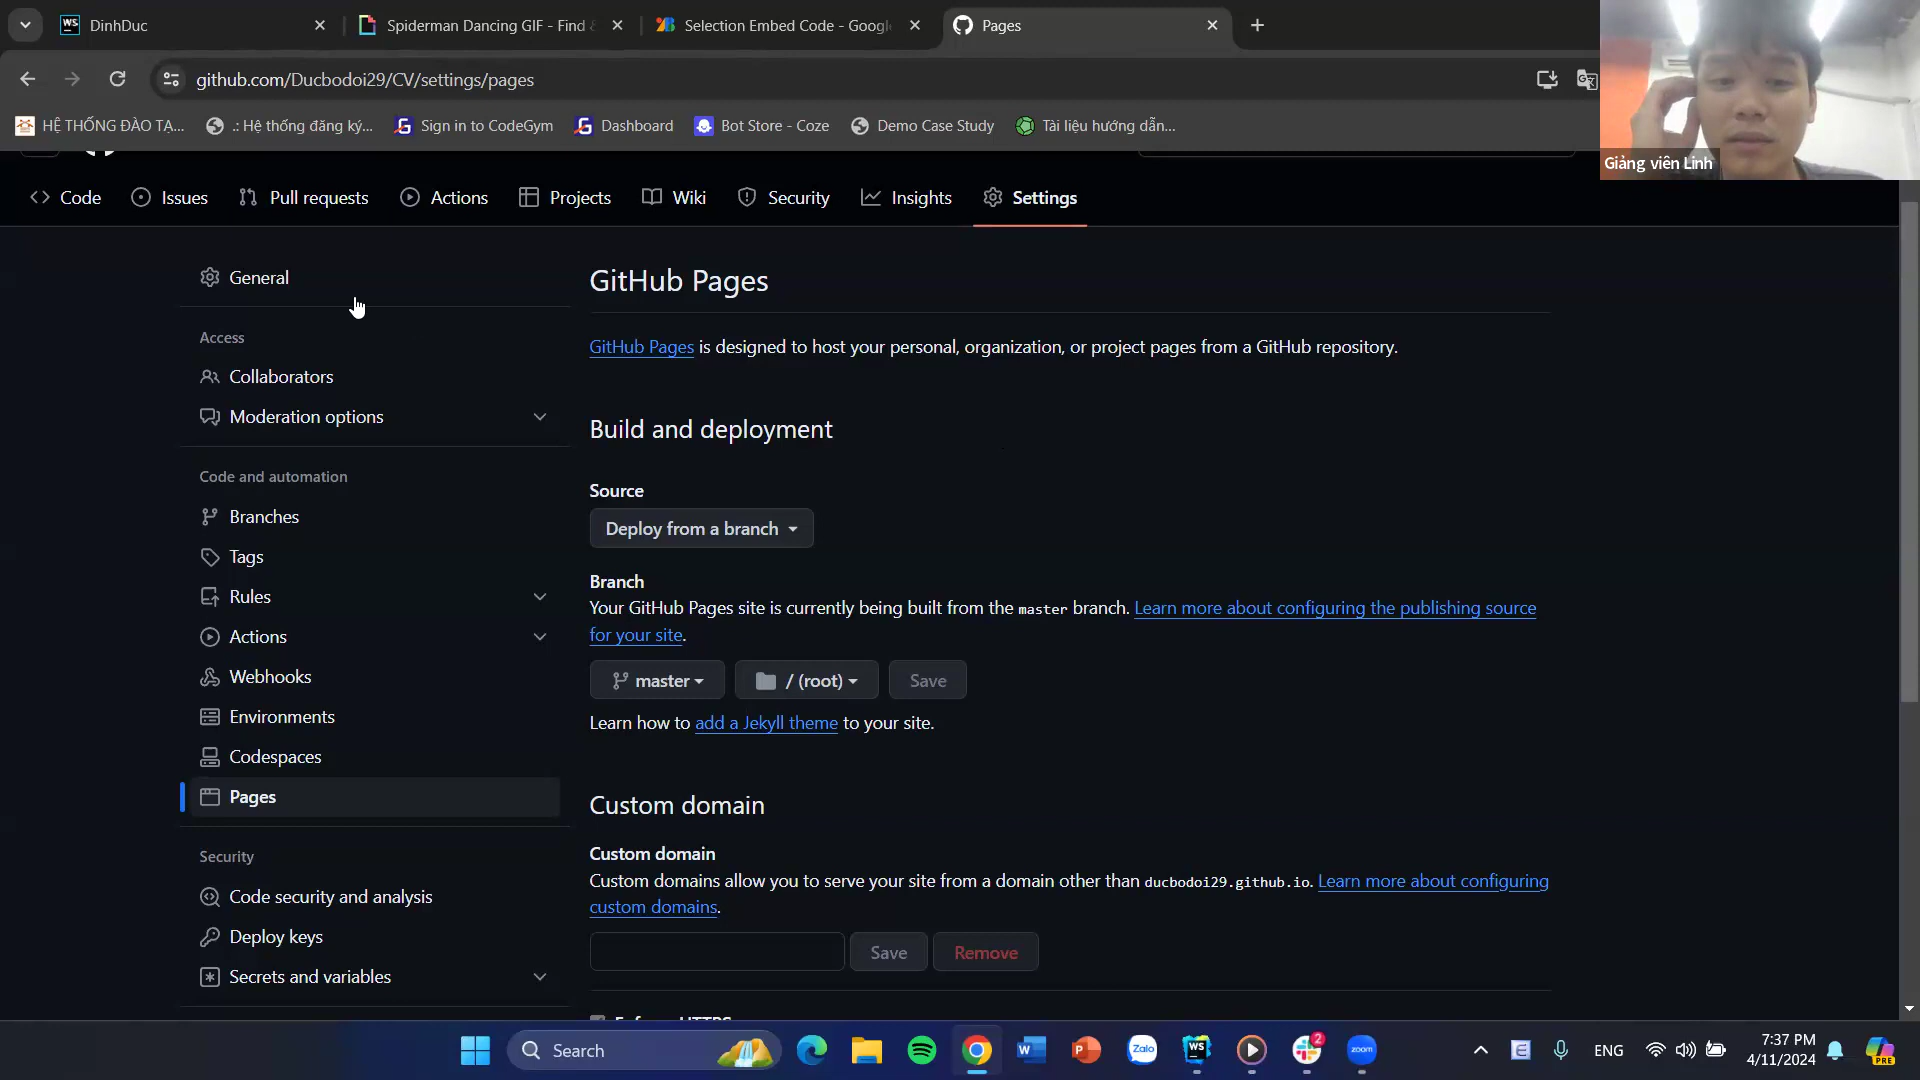 DinhDuc
Spiderman Dancing GIF - Find &
Selection Embed Code - Googl
Pages
github.com/Ducbodoi29/CV/settings/pages
HỆ THỐNG ĐÀO TẠ...
.: Hệ thống đăng ký...
Sign in to CodeGym
Dashboard
Bot Store - Coze
Demo Case Study
Tài liệu hướng dẫn...
Giảng viên Linh
Code
Issues
Pull requests
Actions
Projects
Wiki
Security
Insights
Settings
General
Access
Collaborators
Moderation options
Code and automation
Branches
Tags
Rules
Actions
Webhooks
Environments
Codespaces
Pages
Security
Code security and analysis
Deploy keys
Secrets and variables
GitHub Pages
GitHub Pages is designed to host your personal, organization, or project pages from a GitHub repository.
Build and deployment
Source
Deploy from a branch
Branch
Your GitHub Pages site is currently being built from the master branch. Learn more about configuring the publishing source
for your site.
master
/ (root)
Save
Learn how to add a Jekyll theme to your site.
Custom domain
Custom domain
Custom domains allow you to serve your site from a domain other than ducbodoi29.github.io. Learn more about configuring
custom domains.
Save
Remove
Enforce HTTPS
Search
Zalo
WS
2
zoom
ENG
7:37 PM
4/11/2024
PRE